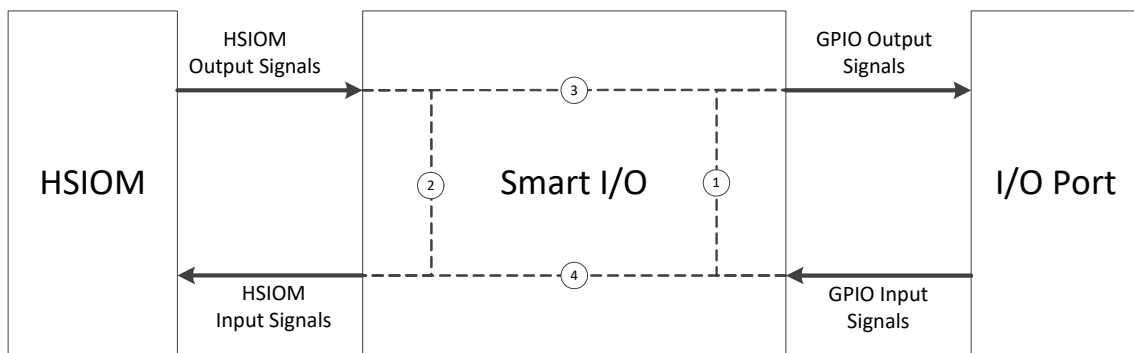 HSIOM
Output Signals
GPIO Output
Signals
3
HSIOM
2
Smart I/O
1
I/O Port
4
HSIOM
Input Signals
GPIO Input
Signals